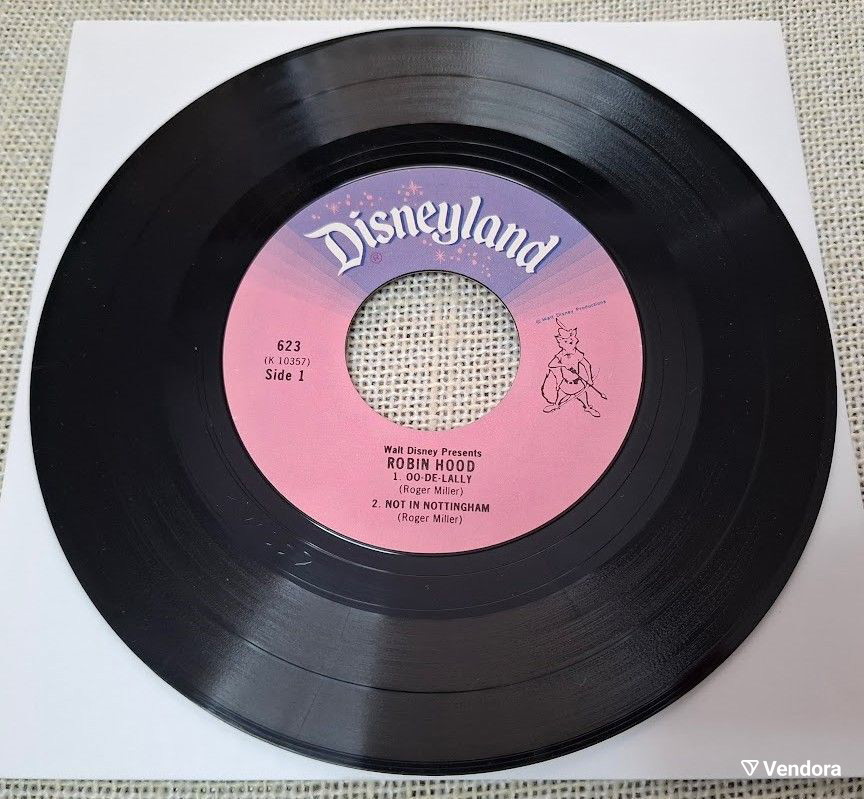 Disneyland
®
© Walt Disney Productions
623
(K 10357)
Side 1
Walt Disney Presents
ROBIN HOOD
1. OO-DE-LALLY
(Roger Miller)
2. NOT IN NOTTINGHAM
(Roger Miller)
Vendora